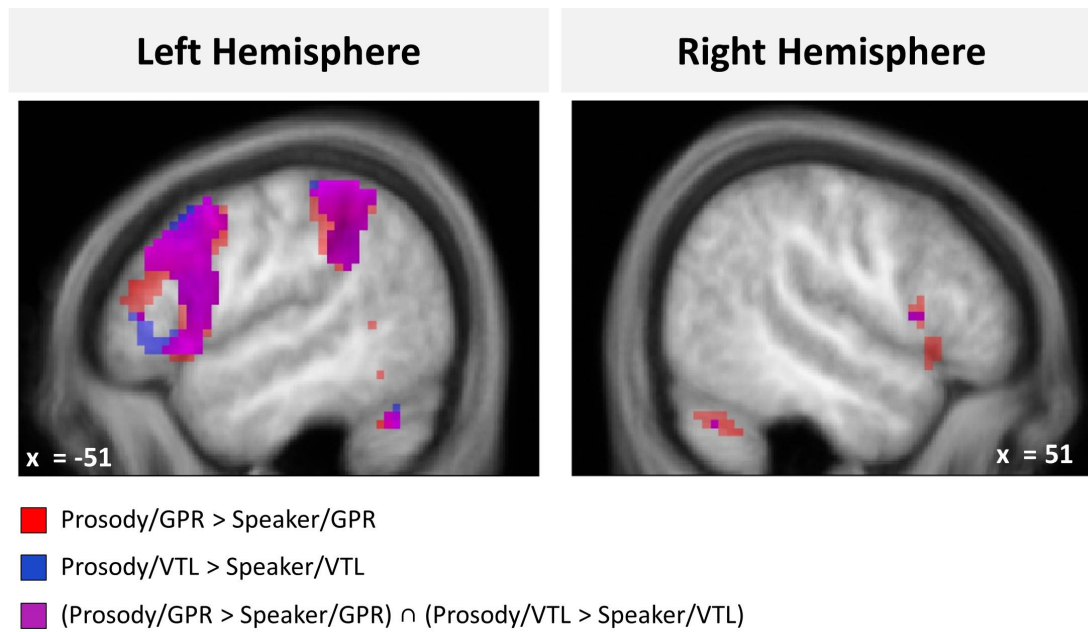 Left Hemisphere
Right Hemisphere
x = -51
x = 51
Prosody/GPR > Speaker/GPR
Prosody/VTL > Speaker/VTL
(Prosody/GPR > Speaker/GPR) ∩ (Prosody/VTL > Speaker/VTL)